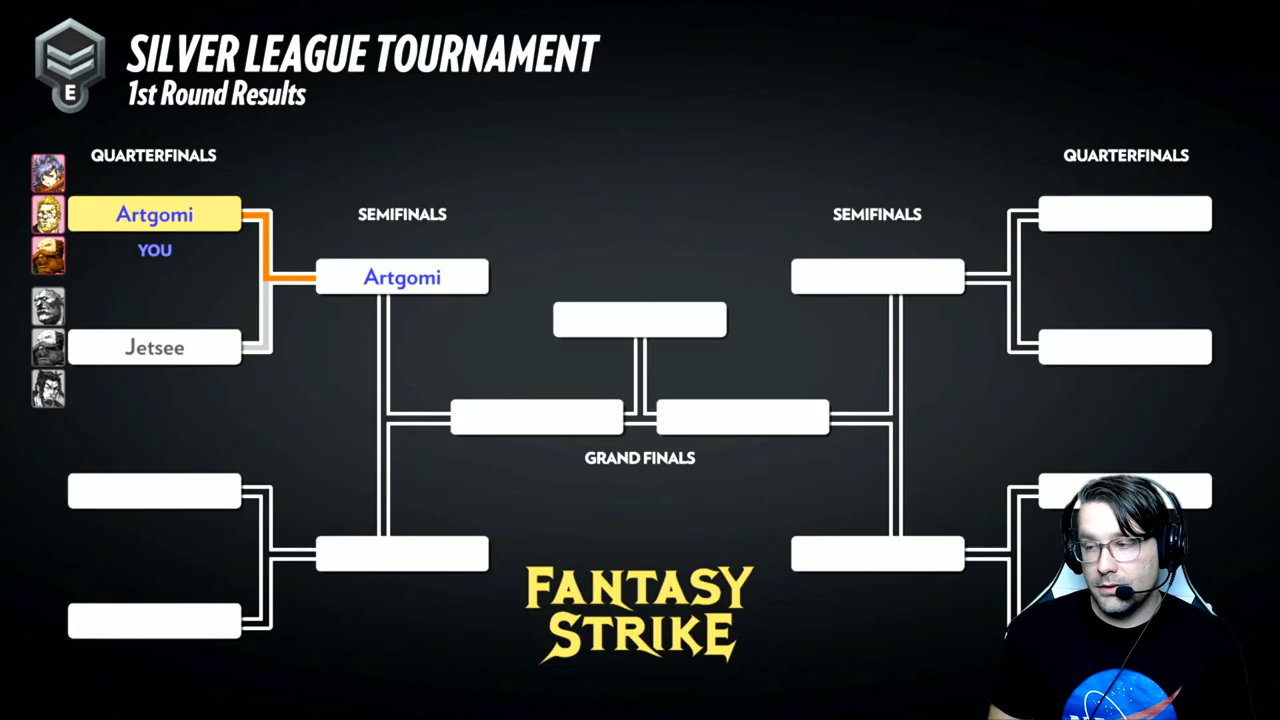 SILVER LEAGUE TOURNAMENT
E
1st Round Results
QUARTERFINALS
QUARTERFINALS
Artgomi
YOU
SEMIFINALS
SEMIFINALS
Artgomi
Jetsee
GRAND FINALS
FANTASY
STRIKE